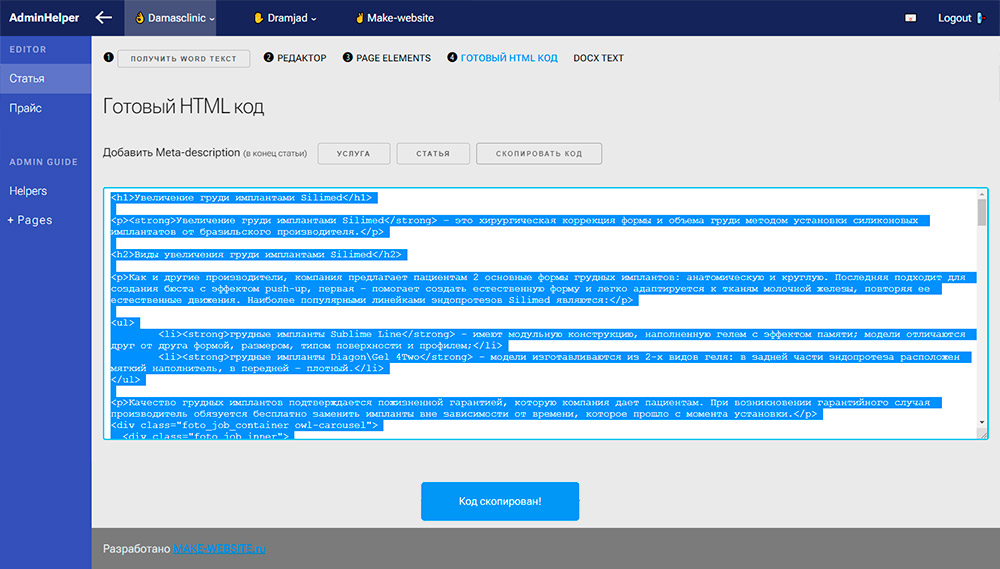 AdminHelper
Damasclinic
Dramjad
Make-website
Logout
EDITOR
Статья
Прайс
ADMIN GUIDE
Helpers
+ Pages
1 ПОЛУЧИТЬ WORD ТЕКСТ
2 РЕДАКТОР
3 PAGE ELEMENTS
4 ГОТОВЫЙ HTML КОД
DOCX TEXT
Готовый HTML код
Добавить Meta-description (в конец статьи)
УСЛУГА
СТАТЬЯ
СКОПИРОВАТЬ КОД
<h1>Увеличение груди имплантами Silimed</h1>
<p><strong>Увеличение груди имплантами Silimed</strong> – это хирургическая коррекция формы и объема груди методом установки силиконовых
имплантатов от бразильского производителя.</p>
<h2>Виды увеличения груди имплантами Silimed</h2>
<p>Как и другие производители, компания предлагает пациентам 2 основные формы грудных имплантов: анатомическую и круглую. Последняя подходит для
создания бюста с эффектом push-up, первая – помогает создать естественную форму и легко адаптируется к тканям молочной железы, повторяя ее
естественные движения. Наиболее популярными линейками эндопротезов Silimed являются:</p>
<ul>
<li><strong>грудные импланты Sublime Line</strong> – имеют модульную конструкцию, наполненную гелем с эффектом памяти; модели отличаются
друг от друга формой, размером, типом поверхности и профилем;</li>
<li><strong>грудные импланты Diagon\Gel 4Two</strong> – модели изготавливаются из 2-х видов геля: в задней части эндопротеза расположен
мягкий наполнитель, в передней – плотный.</li>
</ul>
<p>Качество грудных имплантов подтверждается пожизненной гарантией, которую компания дает пациентам. При возникновении гарантийного случая
производитель обязуется бесплатно заменить импланты вне зависимости от времени, которое прошло с момента установки.</p>
<div class="foto_job_container owl-carousel">
<div class="foto_job_inner">
Код скопирован!
Разработано MAKE-WEBSITE.ru